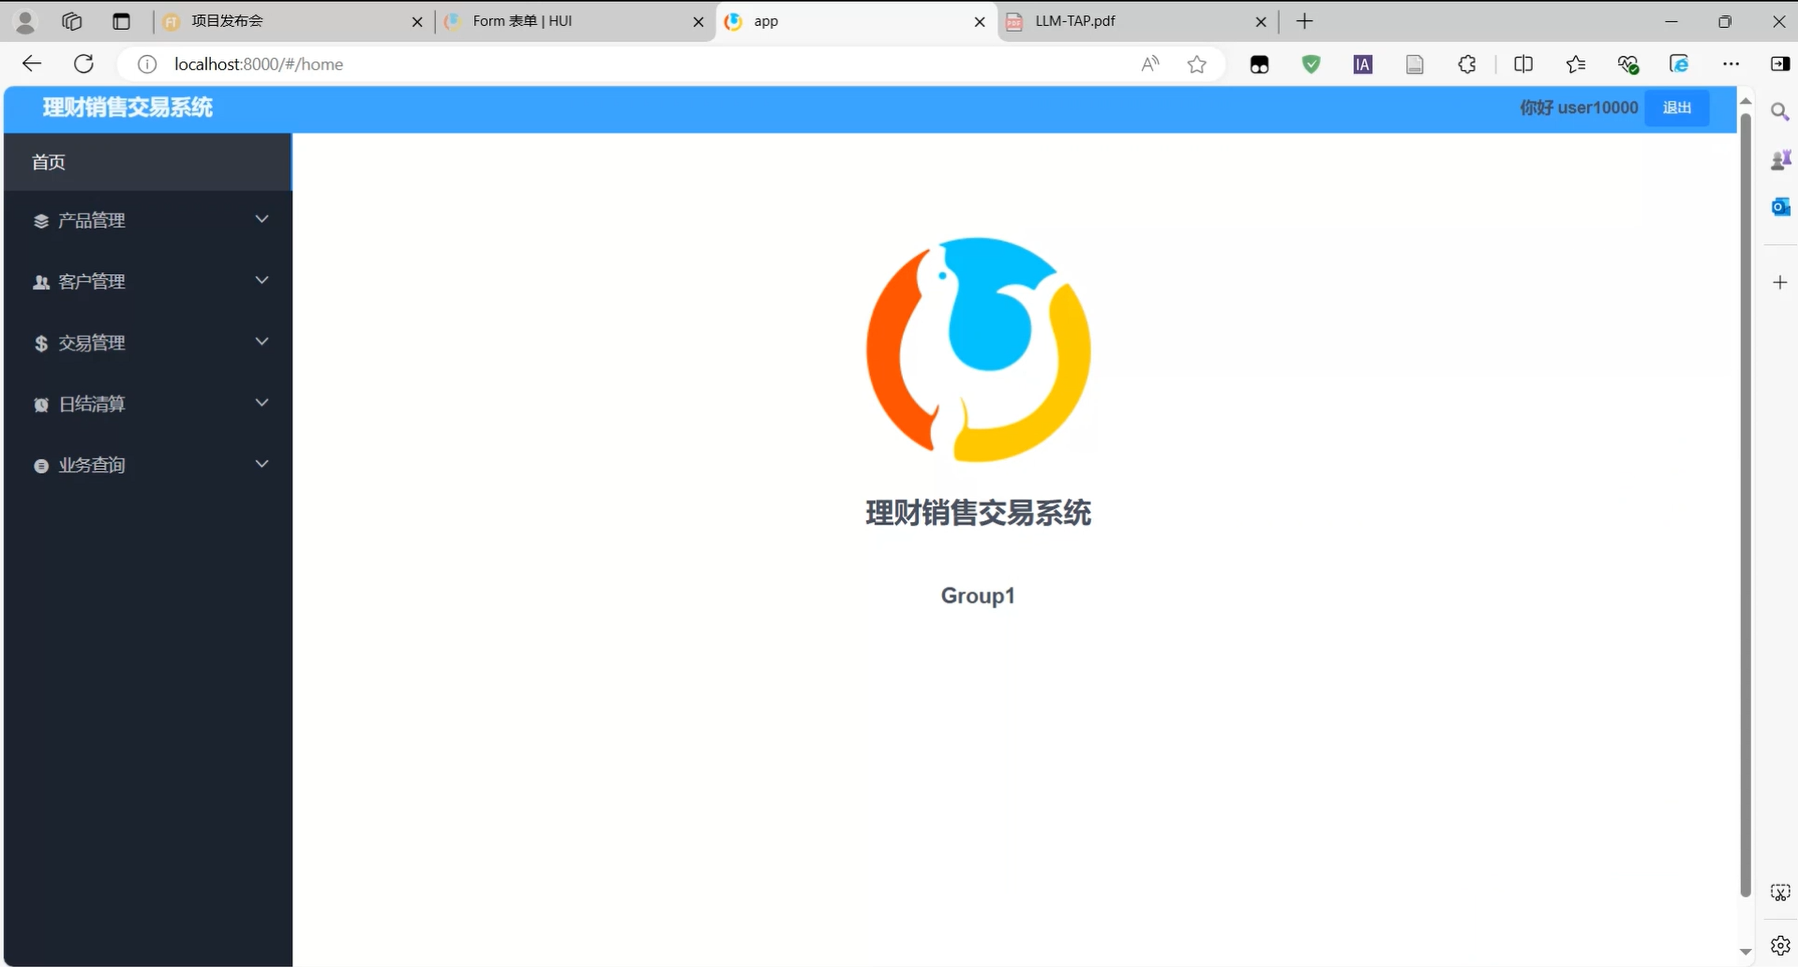 项目发布会
Form 表单 | HUI
app
LLM-TAP.pdf
localhost:8000/#/home
IA
理财销售交易系统
你好 user10000
退出
首页
产品管理
客户管理
交易管理
日结清算
业务查询
理财销售交易系统
Group1